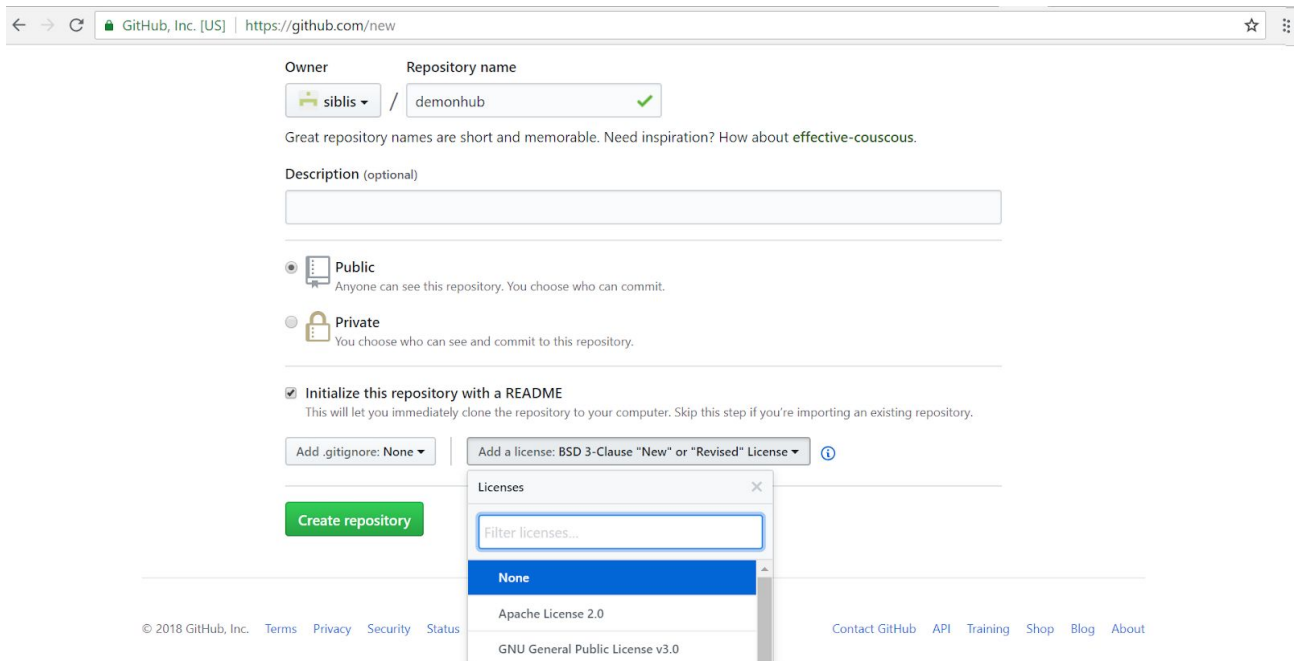 GitHub, Inc. [US] | https://github.com/new
Owner Repository name
siblis / demonhub
Great repository names are short and memorable. Need inspiration? How about effective-couscous.
Description (optional)
Public
Anyone can see this repository. You choose who can commit.
Private
You choose who can see and commit to this repository.
Initialize this repository with a README
This will let you immediately clone the repository to your computer. Skip this step if you're importing an existing repository.
Add .gitignore: None Add a license: BSD 3-Clause "New" or "Revised" License
Licenses
Create repository
Filter licenses...
None
Apache License 2.0
© 2018 GitHub, Inc. Terms Privacy Security Status Contact GitHub API Training Shop Blog About
GNU General Public License v3.0